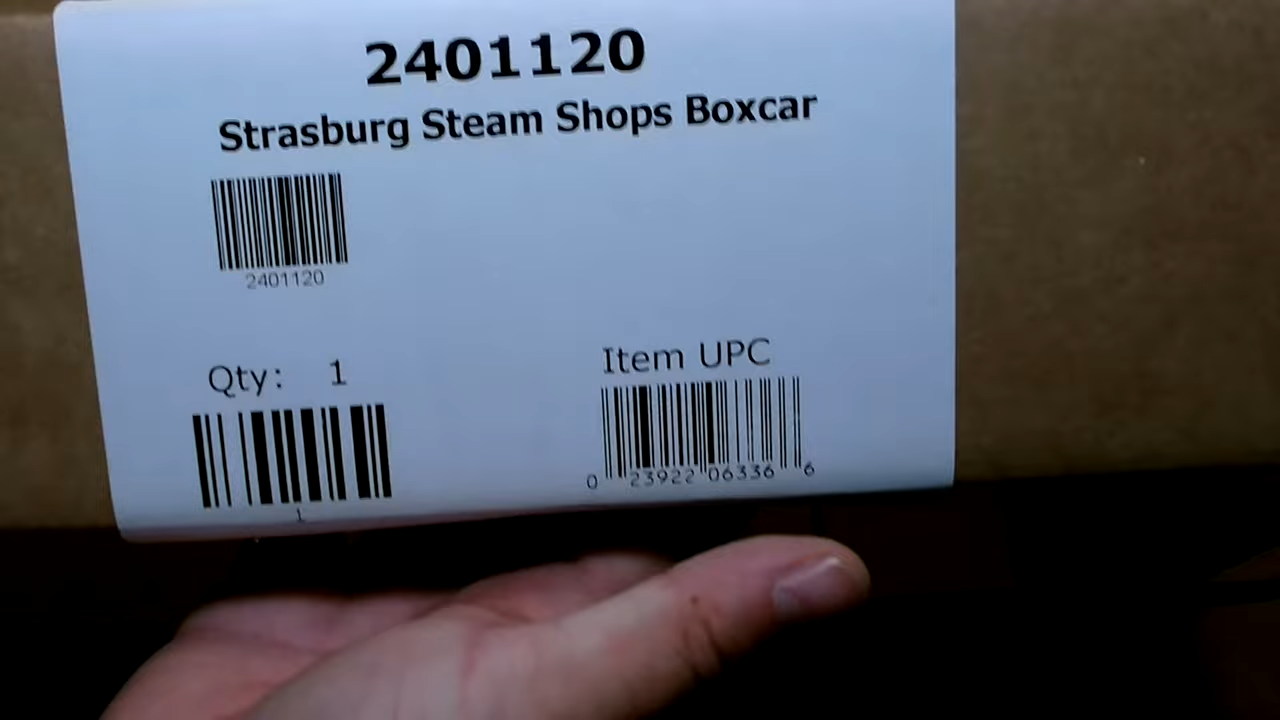 2401120
Strasburg Steam Shops Boxcar
2401120
Qty: 1
1
Item UPC
0 23922 06336 6